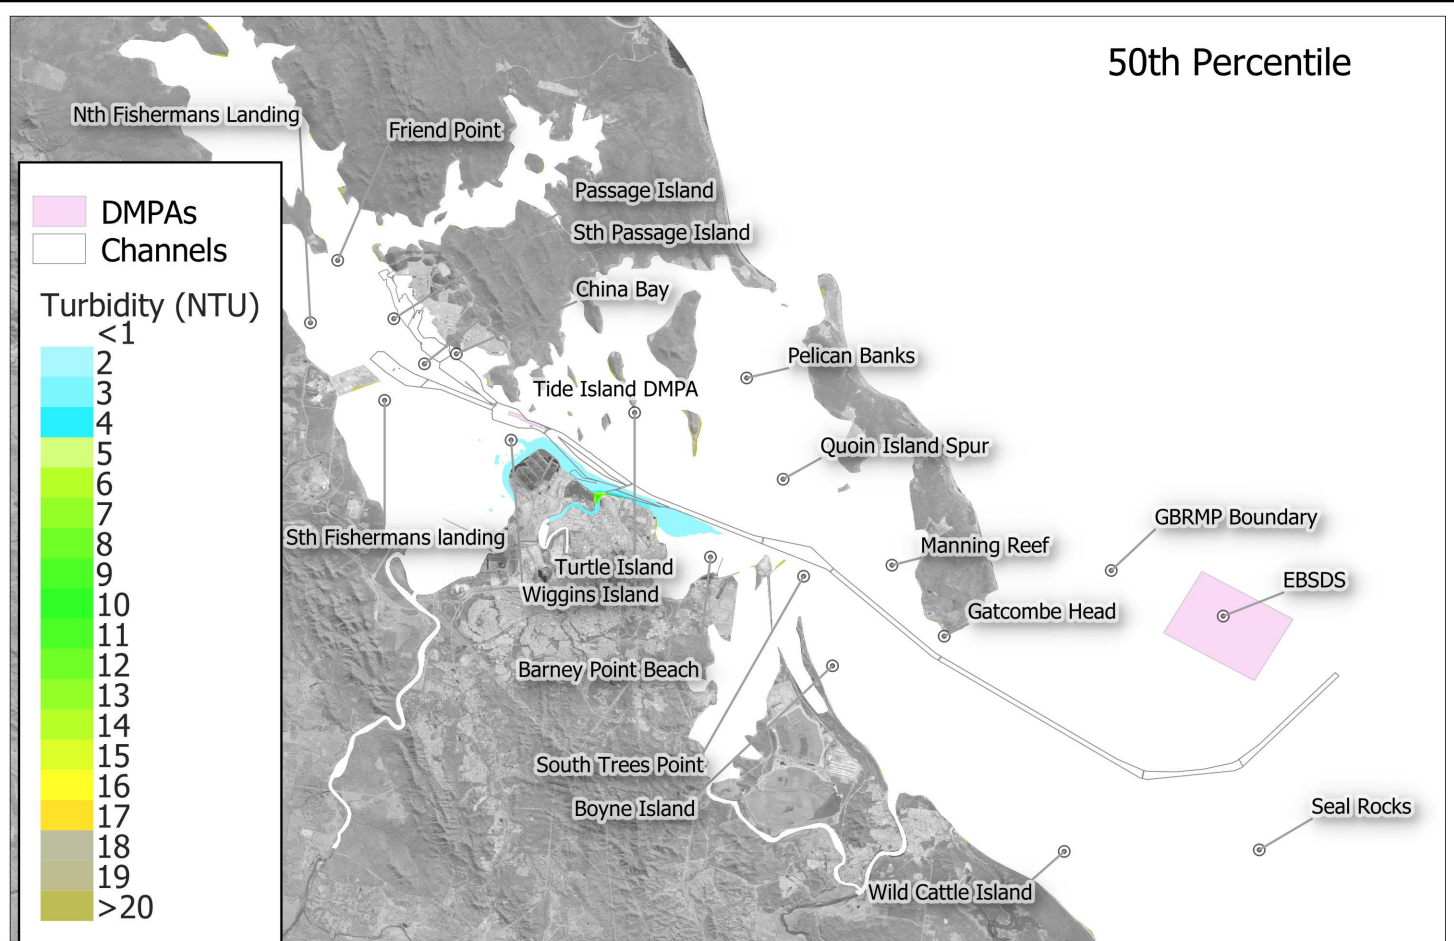 50th Percentile
Nth Fishermans Landing
Friend Point
Passage Island
Sth Passage Island
China Bay
Pelican Banks
Tide Island DMPA
Quoin Island Spur
GBRMP Boundary
Sth Fishermans landing
Manning Reef
Turtle Island
EBSDS
Wiggins Island
Gatcombe Head
Barney Point Beach
South Trees Point
Boyne Island
Seal Rocks
Wild Cattle Island
DMPAs
Channels
Turbidity (NTU)
<1
2
3
4
5
6
7
8
9
10
11
12
13
14
15
16
17
18
19
>20